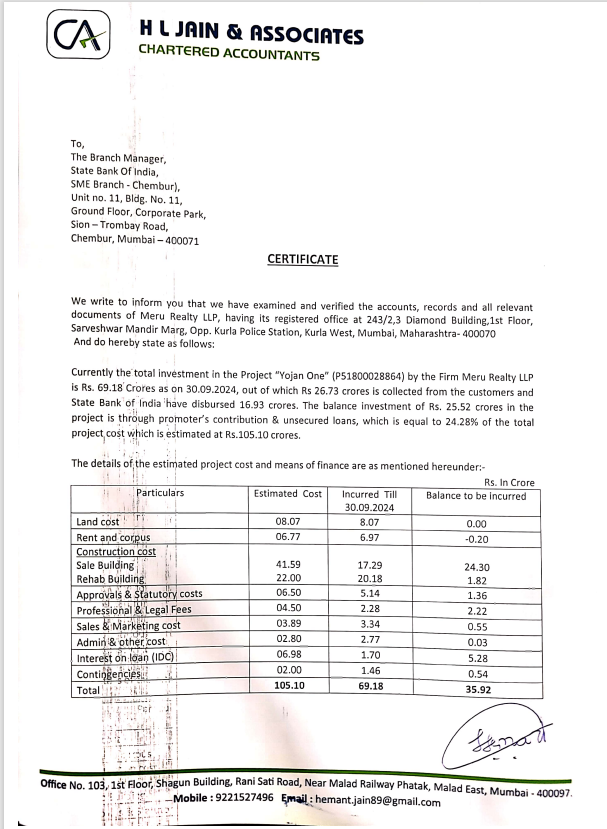 CA
H L JAIN & ASSOCIATES
CHARTERED ACCOUNTANTS
To,
The Branch Manager,
State Bank Of India,
SME Branch - Chembur),
Unit no. 11, Bldg. No. 11,
Ground Floor, Corporate Park,
Sion – Trombay Road,
Chembur, Mumbai – 400071
CERTIFICATE
We write to inform you that we have examined and verified the accounts, records and all relevant
documents of Meru Realty LLP, having its registered office at 243/2,3 Diamond Building,1st Floor,
Sarveshwar Mandir Marg, Opp. Kurla Police Station, Kurla West, Mumbai, Maharashtra- 400070
And do hereby state as follows:
Currently the total investment in the Project "Yojan One" (P51800028864) by the Firm Meru Realty LLP
is Rs. 69.18 Crores as on 30.09.2024, out of which Rs 26.73 crores is collected from the customers and
State Bank of India have disbursed 16.93 crores. The balance investment of Rs. 25.52 crores in the
project is through promoter's contribution & unsecured loans, which is equal to 24.28% of the total
project cost which is estimated at Rs.105.10 crores.
The details of the estimated project cost and means of finance are as mentioned hereunder:-
Rs. In Crore
Particulars Estimated Cost Incurred Till Balance to be incurred
30.09.2024
Land cost 08.07 8.07 0.00
Rent and corpus 06.77 6.97 -0.20
Construction cost
Sale Building 41.59 17.29 24.30
Rehab Building 22.00 20.18 1.82
Approvals & Statutory costs 06.50 5.14 1.36
Professional & Legal Fees 04.50 2.28 2.22
Sales & Marketing cost 03.89 3.34 0.55
Admin & other cost 02.80 2.77 0.03
Interest on loan (IDC) 06.98 1.70 5.28
Contingencies 02.00 1.46 0.54
Total 105.10 69.18 35.92
Office No. 103, 1st Floor, Shagun Building, Rani Sati Road, Near Malad Railway Phatak, Malad East, Mumbai - 400097.
Mobile : 9221527496 Email : hemant.jain89@gmail.com